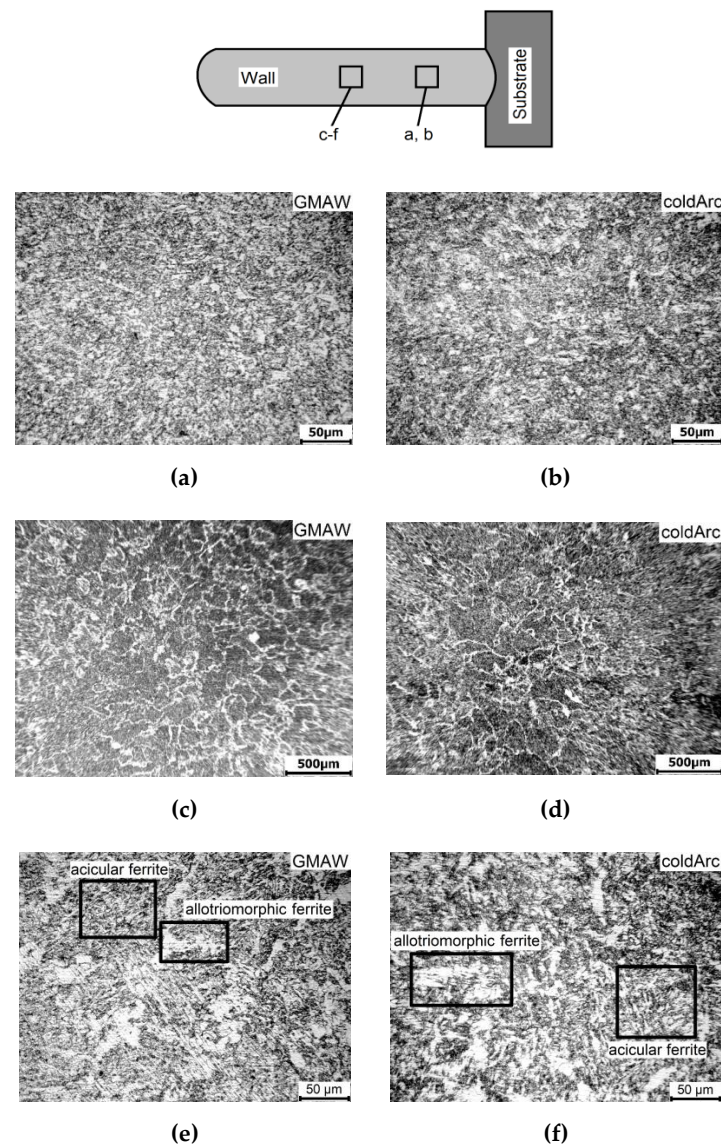 Wall
Substrate
c-f
a, b
GMAW
50µm
(a)
coldArc
50µm
(b)
GMAW
500µm
(c)
coldArc
500µm
(d)
GMAW
acicular ferrite
allotriomorphic ferrite
50 µm
(e)
coldArc
allotriomorphic ferrite
acicular ferrite
50 µm
(f)